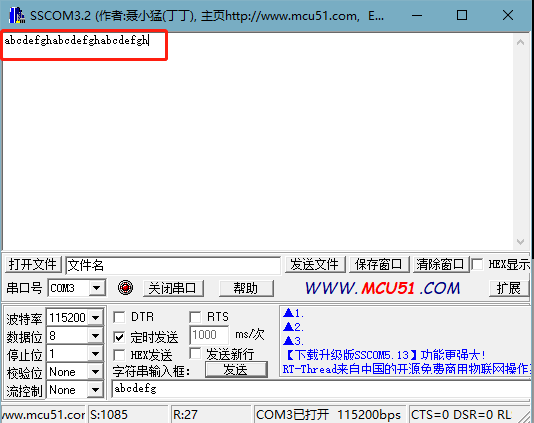 SSCOM3.2 (作者:聂小猛(丁丁), 主页http://www.mcu51.com, E...
abcdefghabcdefghabcdefgh
打开文件 文件名 发送文件 保存窗口 清除窗口 HEX显示
串口号 COM3 关闭串口 帮助 WWW.MCU51.COM 扩展
波特率 115200 DTR RTS
数据位 8 定时发送 1000 ms/次
停止位 1 HEX发送 发送新行
校验位 None 字符串输入框: 发送
流控制 None abcdefg
▲1.
▲2.
▲3.
【下载升级版SSCOM5.13】功能更强大!
RT-Thread来自中国的开源免费商用物联网操作
www.mcu51.cor S:1085 R:27 COM3已打开 115200bps CTS=0 DSR=0 RL